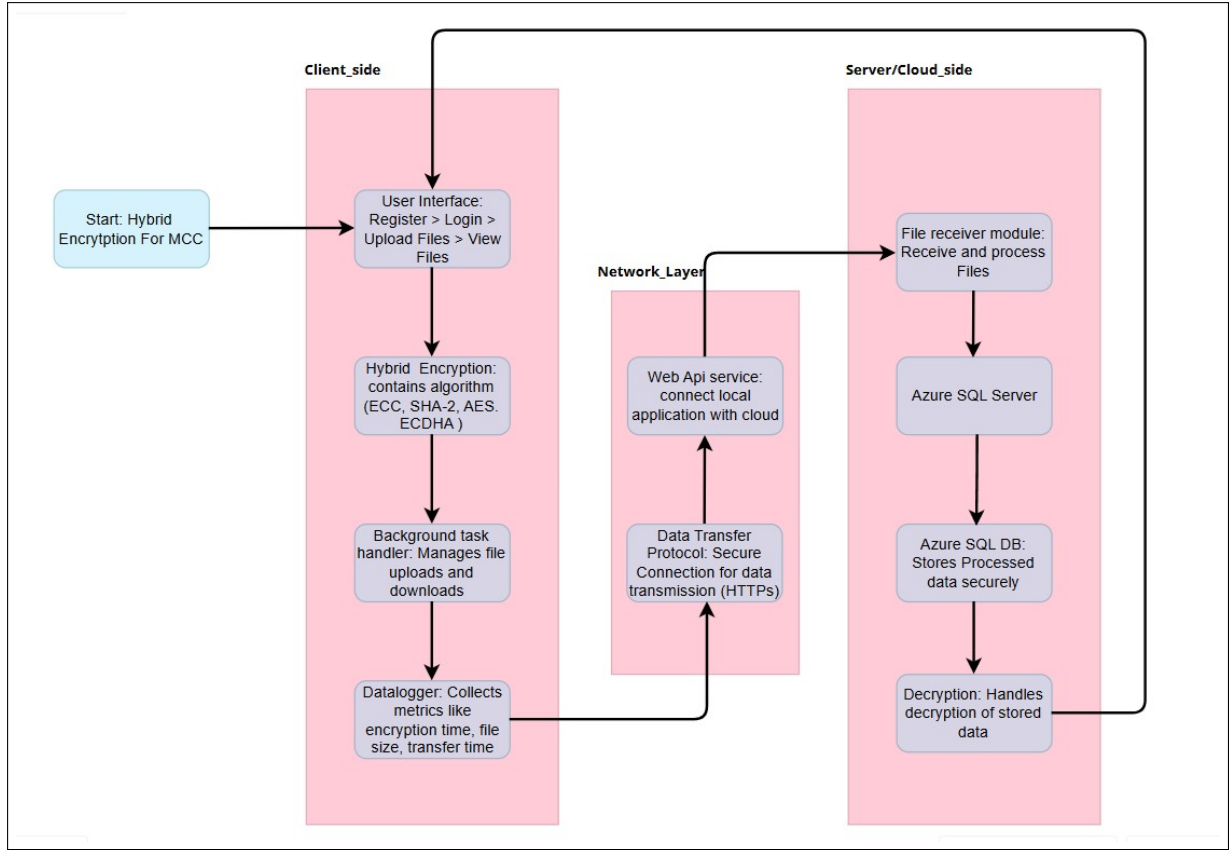 Client_side
Server/Cloud_side
Start: Hybrid
Encrytption For MCC
User Interface:
Register > Login >
Upload Files > View
Files
Hybrid Encryption:
contains algorithm
(ECC, SHA-2, AES.
ECDHA )
Background task
handler: Manages file
uploads and
downloads
Datalogger: Collects
metrics like
encryption time, file
size, transfer time
Network_Layer
Web Api service:
connect local
application with cloud
Data Transfer
Protocol: Secure
Connection for data
transmission (HTTPs)
File receiver module:
Receive and process
Files
Azure SQL Server
Azure SQL DB:
Stores Processed
data securely
Decryption: Handles
decryption of stored
data